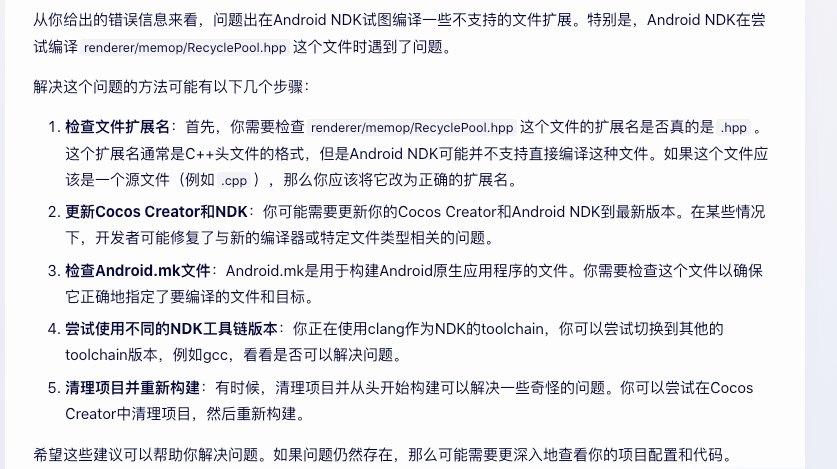 从你给出的错误信息来看，问题出在Android NDK试图编译一些不支持的文件扩展。特别是，Android NDK在尝
试编译 renderer/memop/RecyclePool.hpp 这个文件时遇到了问题。
解决这个问题的方法可能有以下几个步骤：
1. 检查文件扩展名：首先，你需要检查 renderer/memop/RecyclePool.hpp 这个文件的扩展名是否真的是 .hpp 。
这个扩展名通常是C++头文件的格式，但是Android NDK可能并不支持直接编译这种文件。如果这个文件应
该是一个源文件（例如 .cpp ），那么你应该将它改为正确的扩展名。
2. 更新Cocos Creator和NDK：你可能需要更新你的Cocos Creator和Android NDK到最新版本。在某些情况
下，开发者可能修复了与新的编译器或特定文件类型相关的问题。
3. 检查Android.mk文件：Android.mk是用于构建Android原生应用程序的文件。你需要检查这个文件以确保
它正确地指定了要编译的文件和目标。
4. 尝试使用不同的NDK工具链版本：你正在使用clang作为NDK的toolchain，你可以尝试切换到其他的
toolchain版本，例如gcc，看看是否可以解决问题。
5. 清理项目并重新构建：有时候，清理项目并从头开始构建可以解决一些奇怪的问题。你可以尝试在Cocos
Creator中清理项目，然后重新构建。
希望这些建议可以帮助你解决问题。如果问题仍然存在，那么可能需要更深入地查看你的项目配置和代码。